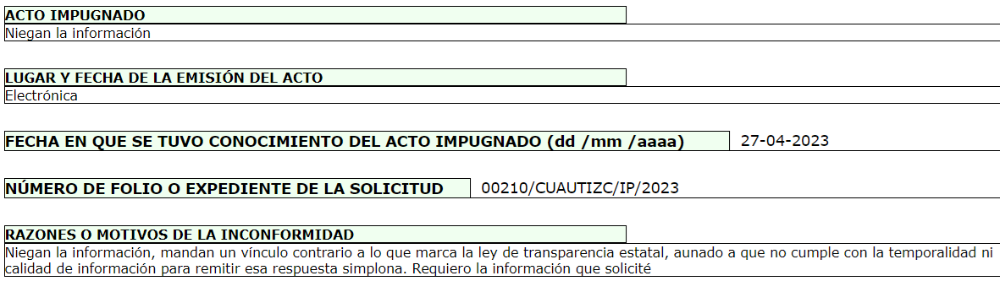 ACTO IMPUGNADO
Niegan la información
LUGAR Y FECHA DE LA EMISIÓN DEL ACTO
Electrónica
FECHA EN QUE SE TUVO CONOCIMIENTO DEL ACTO IMPUGNADO (dd /mm /aaaa) 27-04-2023
NÚMERO DE FOLIO O EXPEDIENTE DE LA SOLICITUD 00210/CUAUTIZC/IP/2023
RAZONES O MOTIVOS DE LA INCONFORMIDAD
Niegan la información, mandan un vínculo contrario a lo que marca la ley de transparencia estatal, aunado a que no cumple con la temporalidad ni
calidad de información para remitir esa respuesta simplona. Requiero la información que solicité